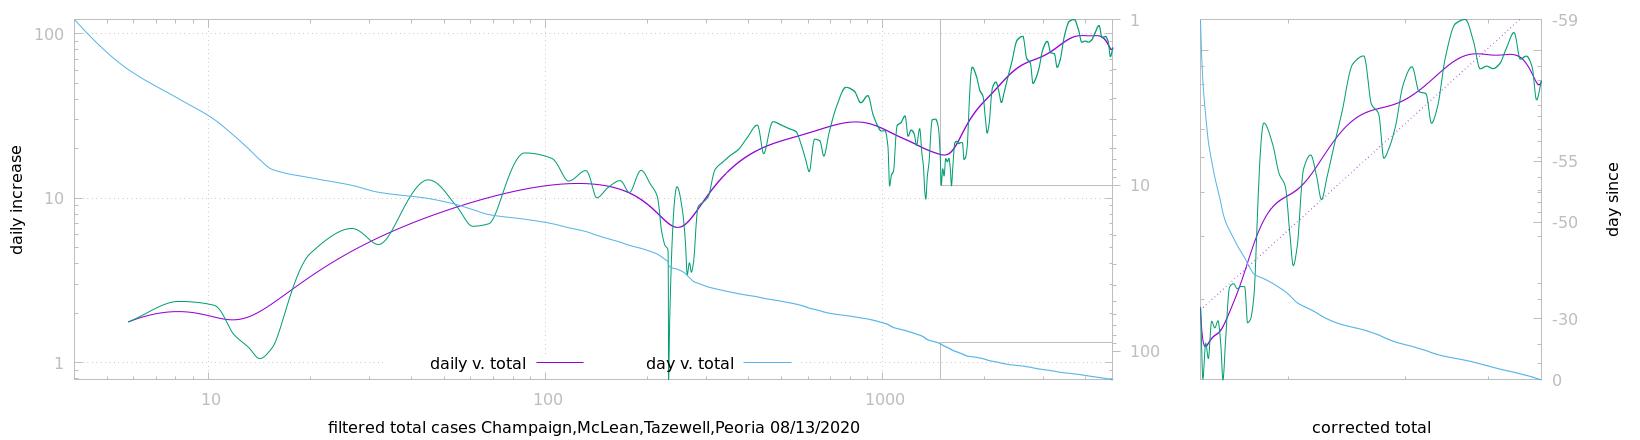 100
10
1
daily increase
10
100
1000
1
10
100
daily v. total
day v. total
filtered total cases Champaign,McLean,Tazewell,Peoria 08/13/2020
-59
-55
-50
-30
0
day since
corrected total